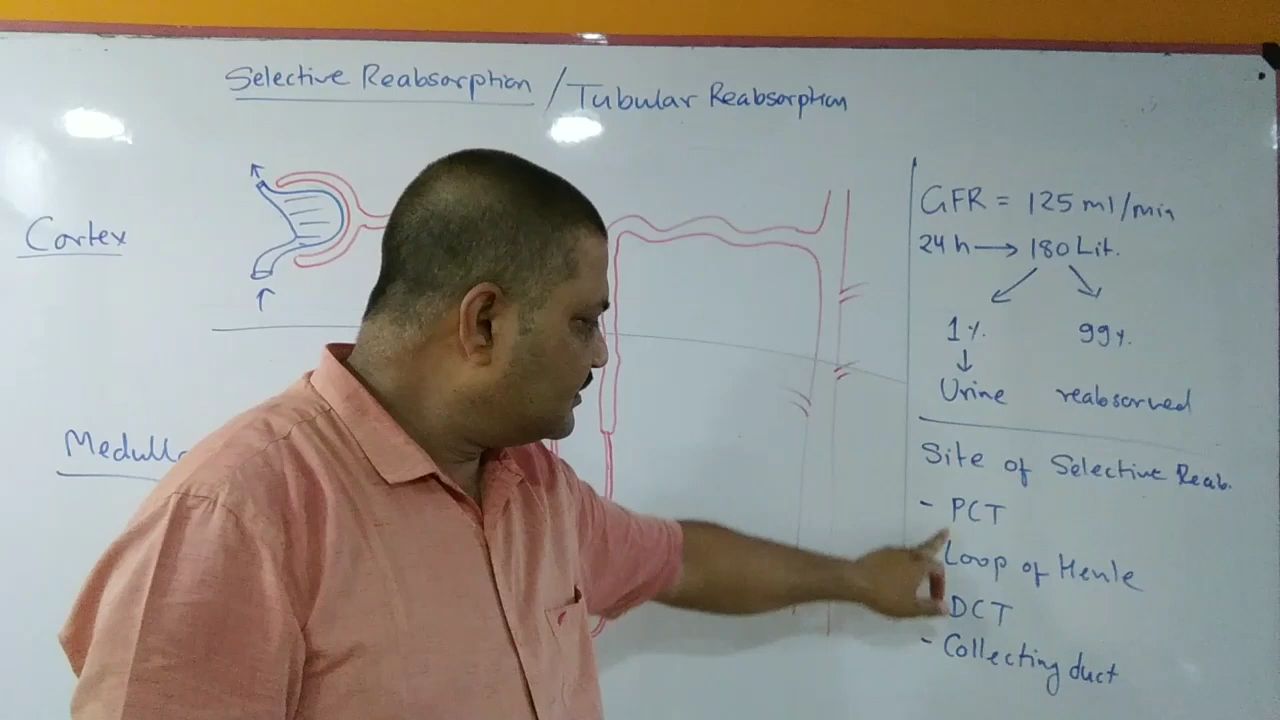 Selective Reabsorption / Tubular Reabsorption
Cortex
Medulla
GFR = 125 ml/min
24 h → 180 Lit.
1 %. 99 %.
↓
Urine reabsorved
Site of Selective Reab.
- PCT
Loop of Henle
DCT
- Collecting duct